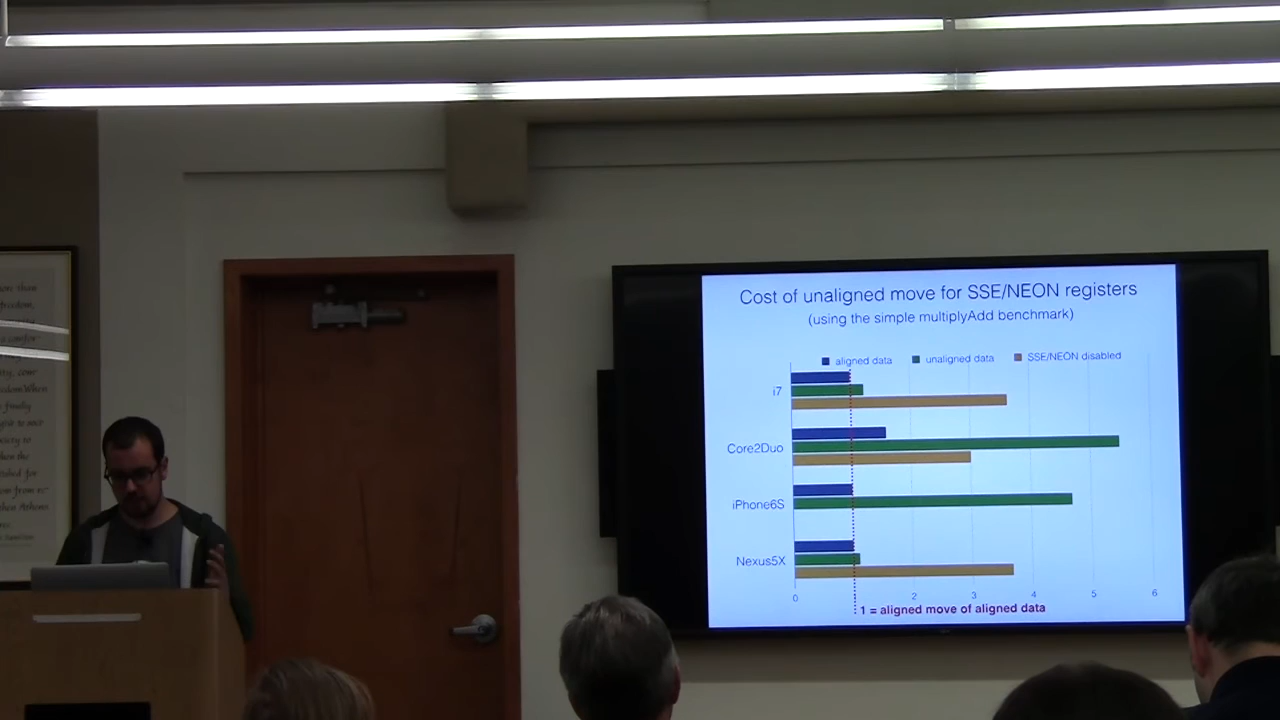 Cost of unaligned move for SSE/NEON registers
(using the simple multiplyAdd benchmark)
aligned data
unaligned data
SSE/NEON disabled
i7
Core2Duo
iPhone6S
Nexus5X
0
2
3
4
5
6
1 = aligned move of aligned data